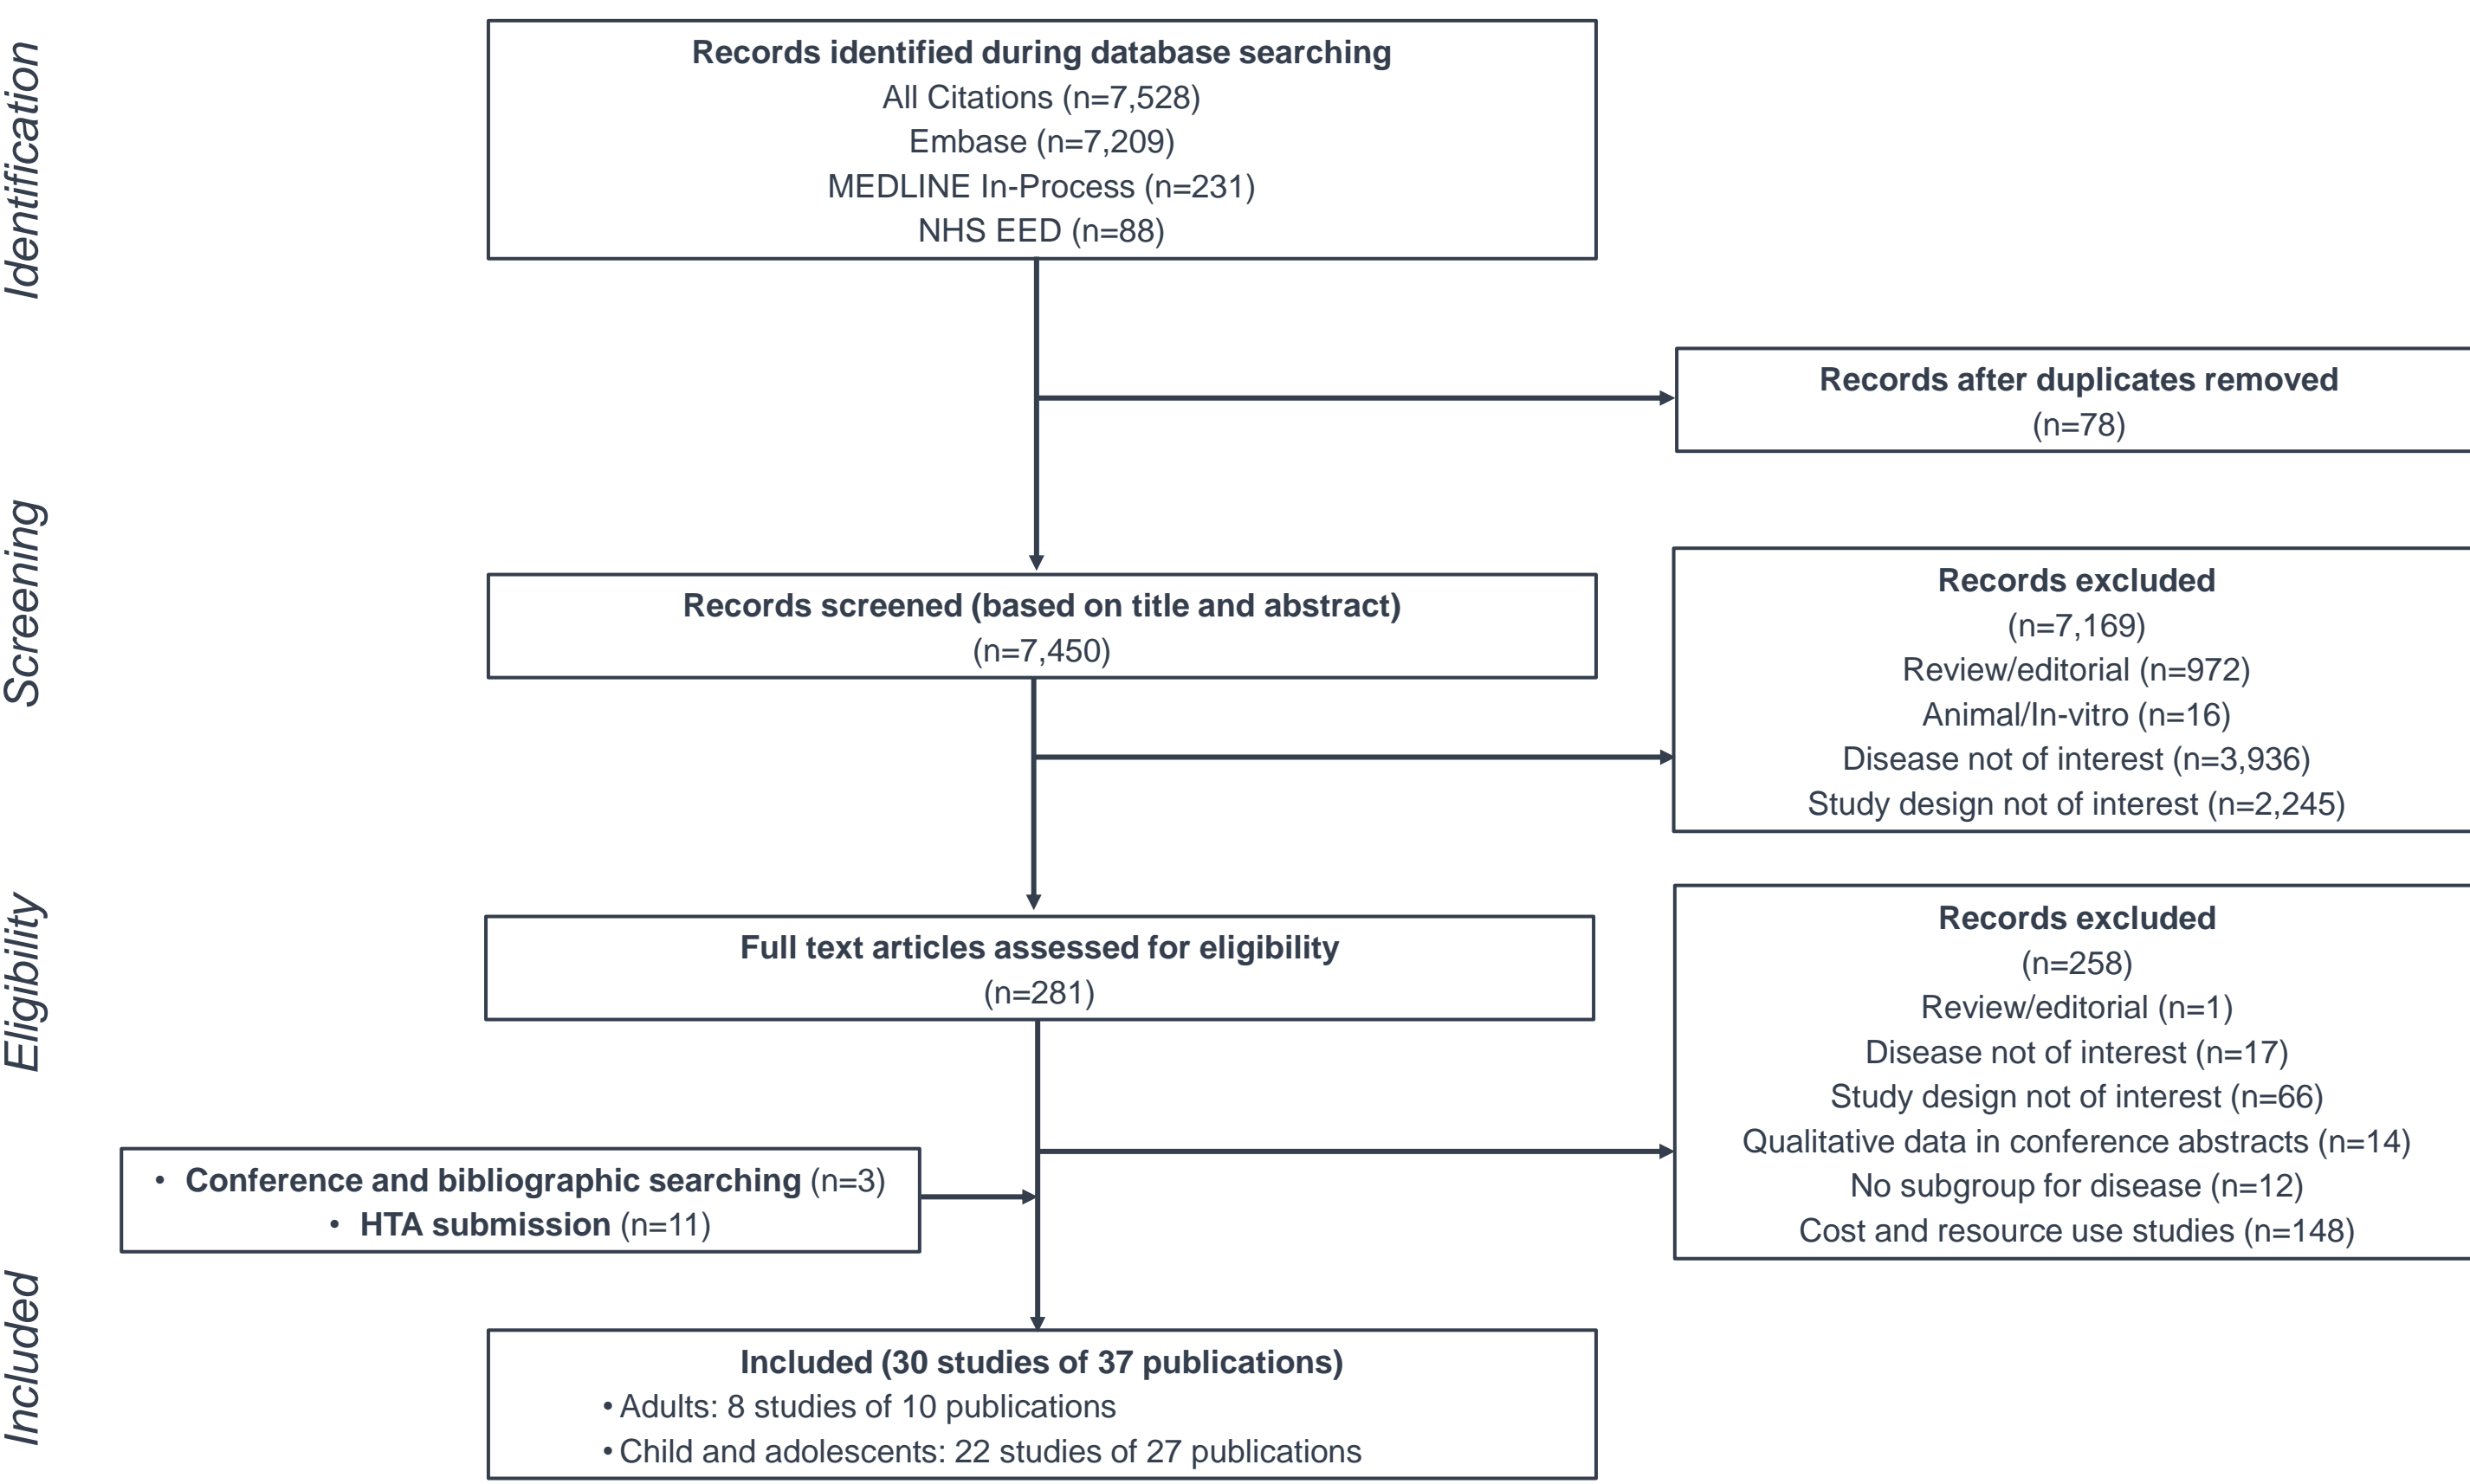 Identification
Records identified during database searching
All Citations (n=7,528)
Embase (n=7,209)
MEDLINE In-Process (n=231)
NHS EED (n=88)
Records after duplicates removed
(n=78)
Screening
Records screened (based on title and abstract)
(n=7,450)
Records excluded
(n=7,169)
Review/editorial (n=972)
Animal/In-vitro (n=16)
Disease not of interest (n=3,936)
Study design not of interest (n=2,245)
Eligibility
Full text articles assessed for eligibility
(n=281)
Records excluded
(n=258)
Review/editorial (n=1)
Disease not of interest (n=17)
Study design not of interest (n=66)
Qualitative data in conference abstracts (n=14)
No subgroup for disease (n=12)
Cost and resource use studies (n=148)
• Conference and bibliographic searching (n=3)
• HTA submission (n=11)
Included
Included (30 studies of 37 publications)
• Adults: 8 studies of 10 publications
• Child and adolescents: 22 studies of 27 publications